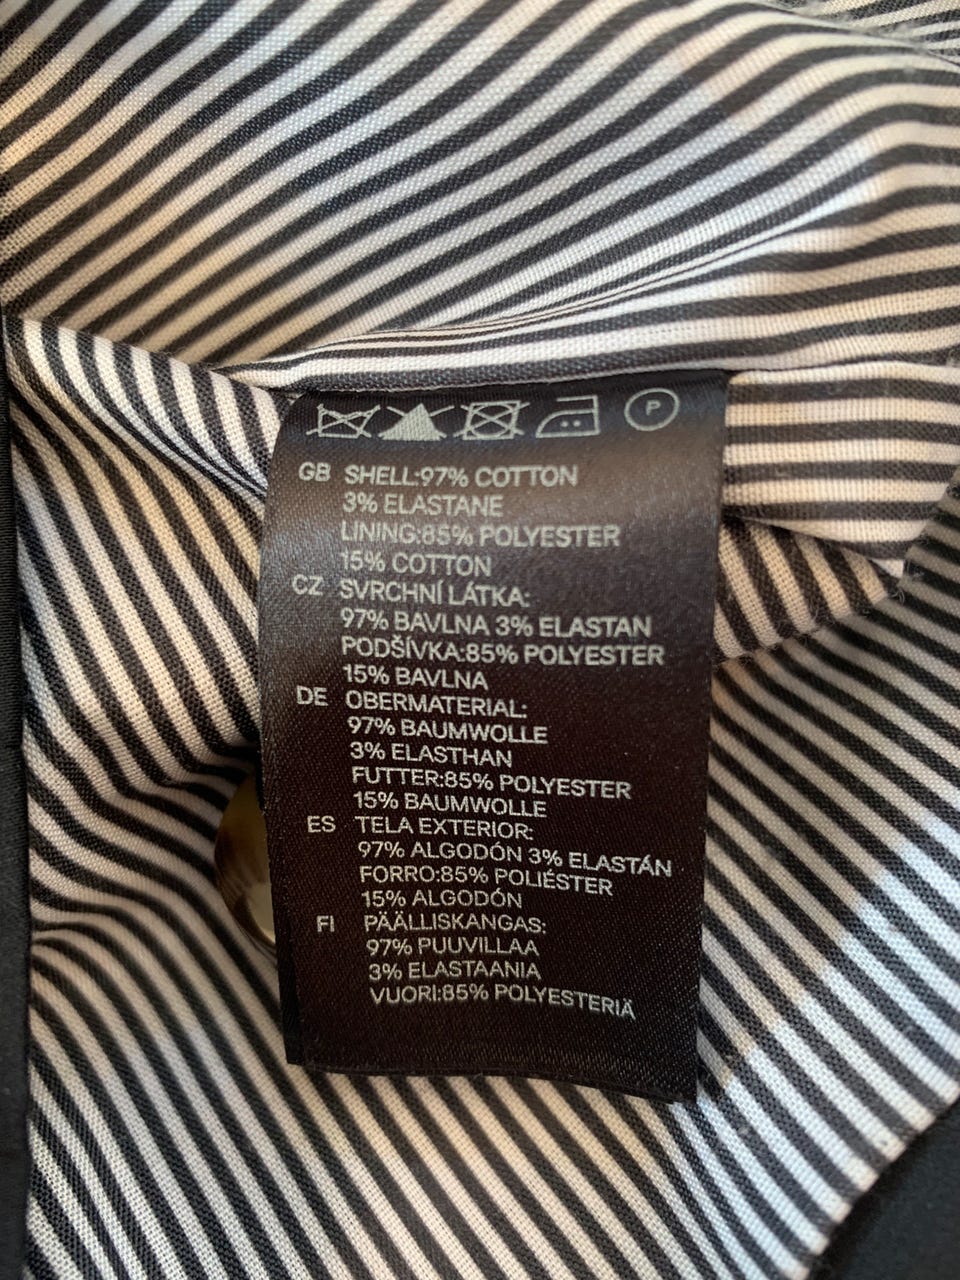 P
GB SHELL:97% COTTON
3% ELASTANE
LINING:85% POLYESTER
15% COTTON
CZ SVRCHNÍ LÁTKA:
97% BAVLNA 3% ELASTAN
PODŠÍVKA:85% POLYESTER
15% BAVLNA
DE OBERMATERIAL:
97% BAUMWOLLE
3% ELASTHAN
FUTTER:85% POLYESTER
15% BAUMWOLLE
ES TELA EXTERIOR:
97% ALGODÓN 3% ELASTÁN
FORRO:85% POLIÉSTER
15% ALGODÓN
FI PÄÄLLISKANGAS:
97% PUUVILLAA
3% ELASTAANIA
VUORI:85% POLYESTERIÄ